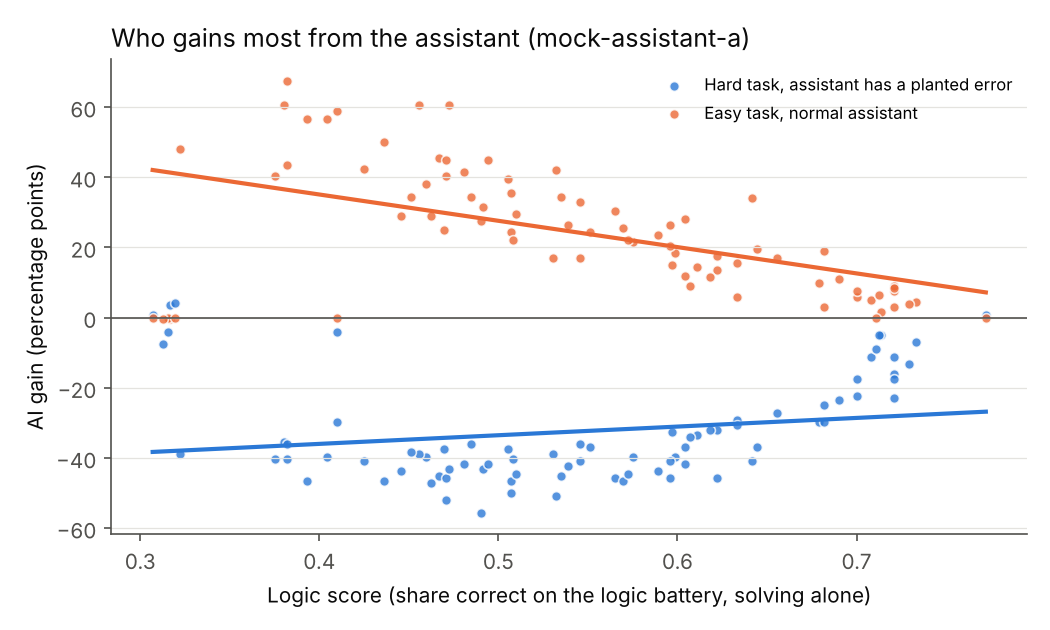 Who gains most from the assistant (mock-assistant-a)
Hard task, assistant has a planted error
Easy task, normal assistant
AI gain (percentage points)
60
40
20
0
−20
−40
−60
0.3 0.4 0.5 0.6 0.7
Logic score (share correct on the logic battery, solving alone)